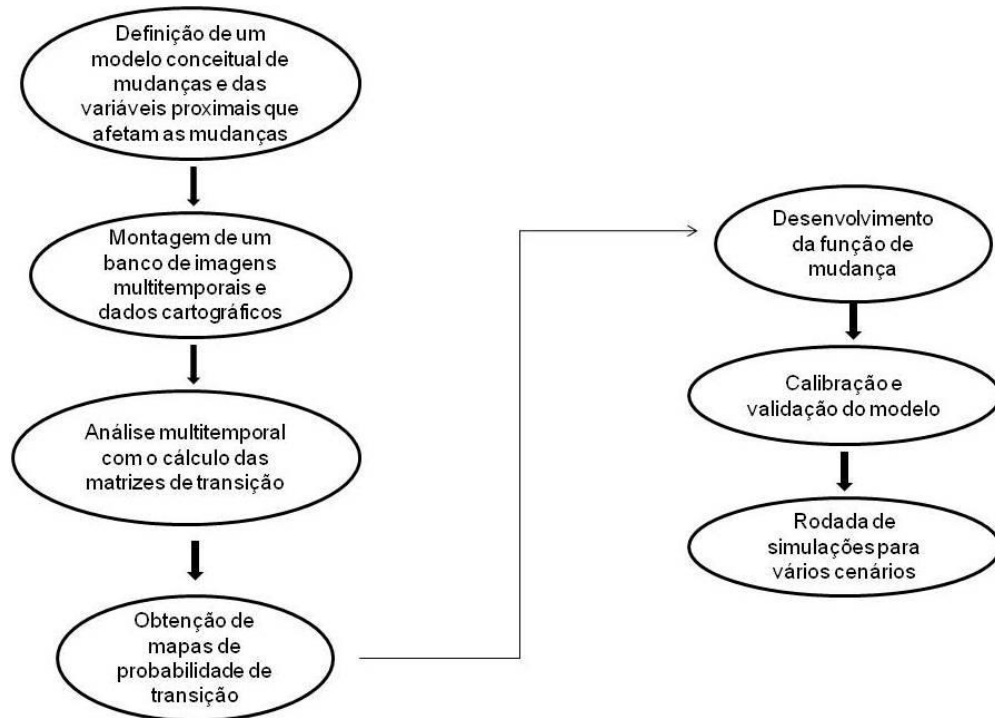 Definição de um
modelo conceitual de
mudanças e das
variáveis proximais que
afetam as mudanças
Montagem de um
banco de imagens
multitemporais e
dados cartográficos
Análise multitemporal
com o cálculo das
matrizes de transição
Obtenção de
mapas de
probabilidade de
transição
Desenvolvimento
da função de
mudança
Calibração e
validação do modelo
Rodada de
simulações para
vários cenários